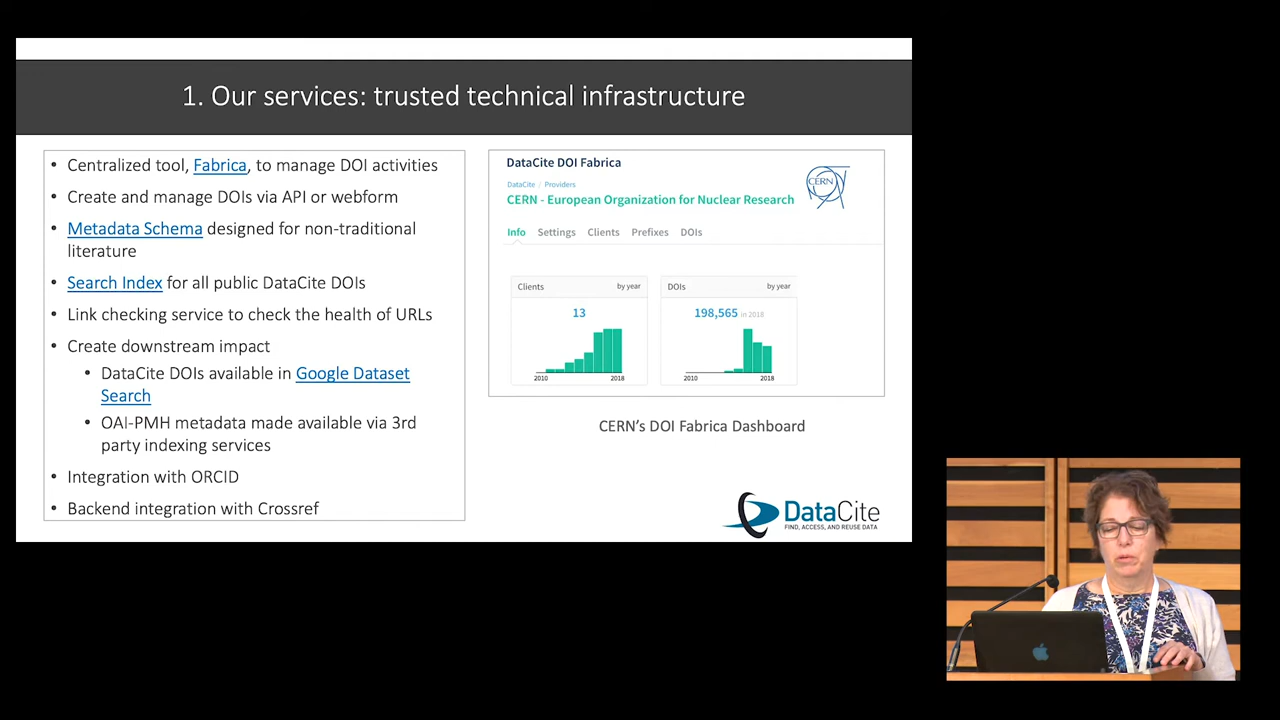 1. Our services: trusted technical infrastructure
• Centralized tool, Fabrica, to manage DOI activities
• Create and manage DOIs via API or webform
• Metadata Schema designed for non-traditional
literature
• Search Index for all public DataCite DOIs
• Link checking service to check the health of URLs
• Create downstream impact
• DataCite DOIs available in Google Dataset
Search
• OAI-PMH metadata made available via 3rd
party indexing services
• Integration with ORCID
• Backend integration with Crossref
DataCite DOI Fabrica
DataCite / Providers
CERN - European Organization for Nuclear Research
CERN
Info Settings Clients Prefixes DOIs
Clients by year
13
2010 2018
DOIs by year
198,565 in 2018
2010 2018
CERN's DOI Fabrica Dashboard
DataCite
FIND, ACCESS, AND REUSE DATA